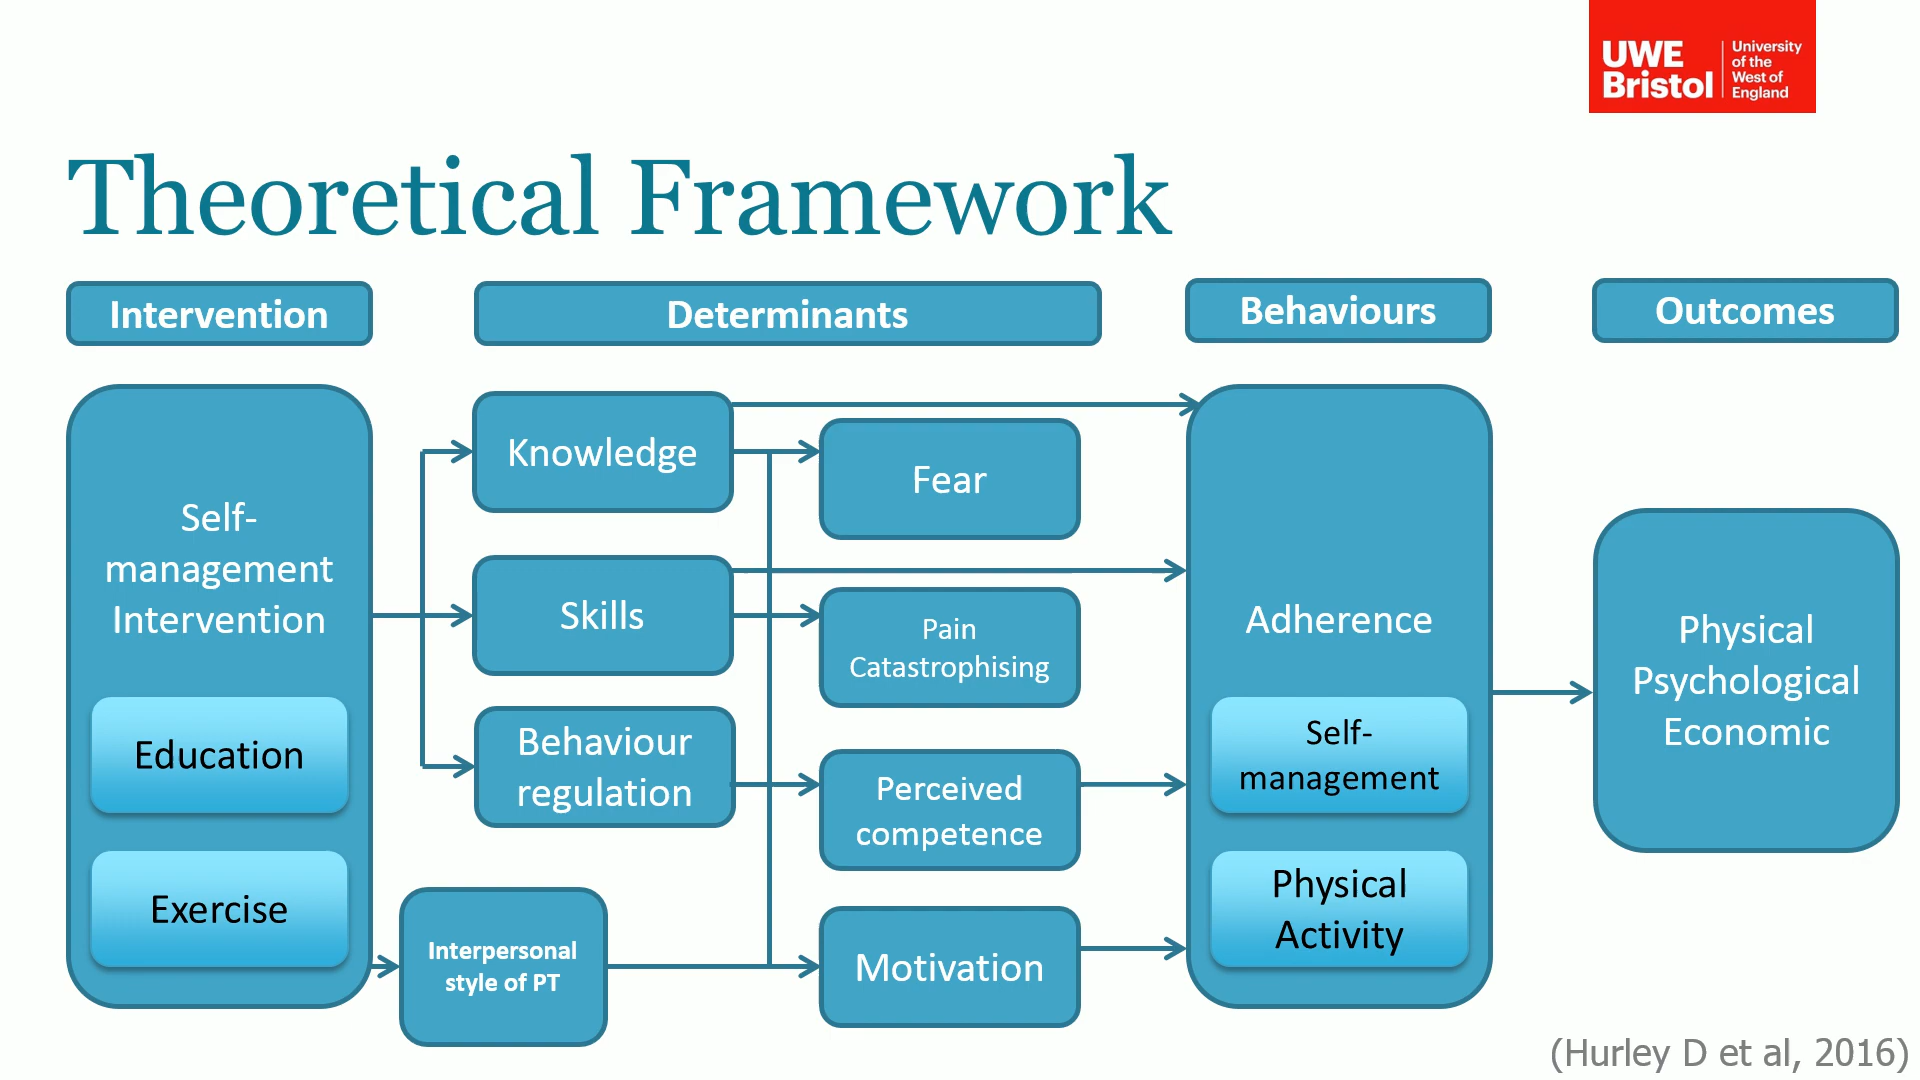 UWE
Bristol
University
of the
West of
England
Theoretical Framework
Intervention
Determinants
Behaviours
Outcomes
Self-
management
Intervention
Education
Exercise
Knowledge
Skills
Behaviour
regulation
Interpersonal
style of PT
Fear
Pain
Catastrophising
Perceived
competence
Motivation
Adherence
Self-
management
Physical
Activity
Physical
Psychological
Economic
(Hurley D et al, 2016)